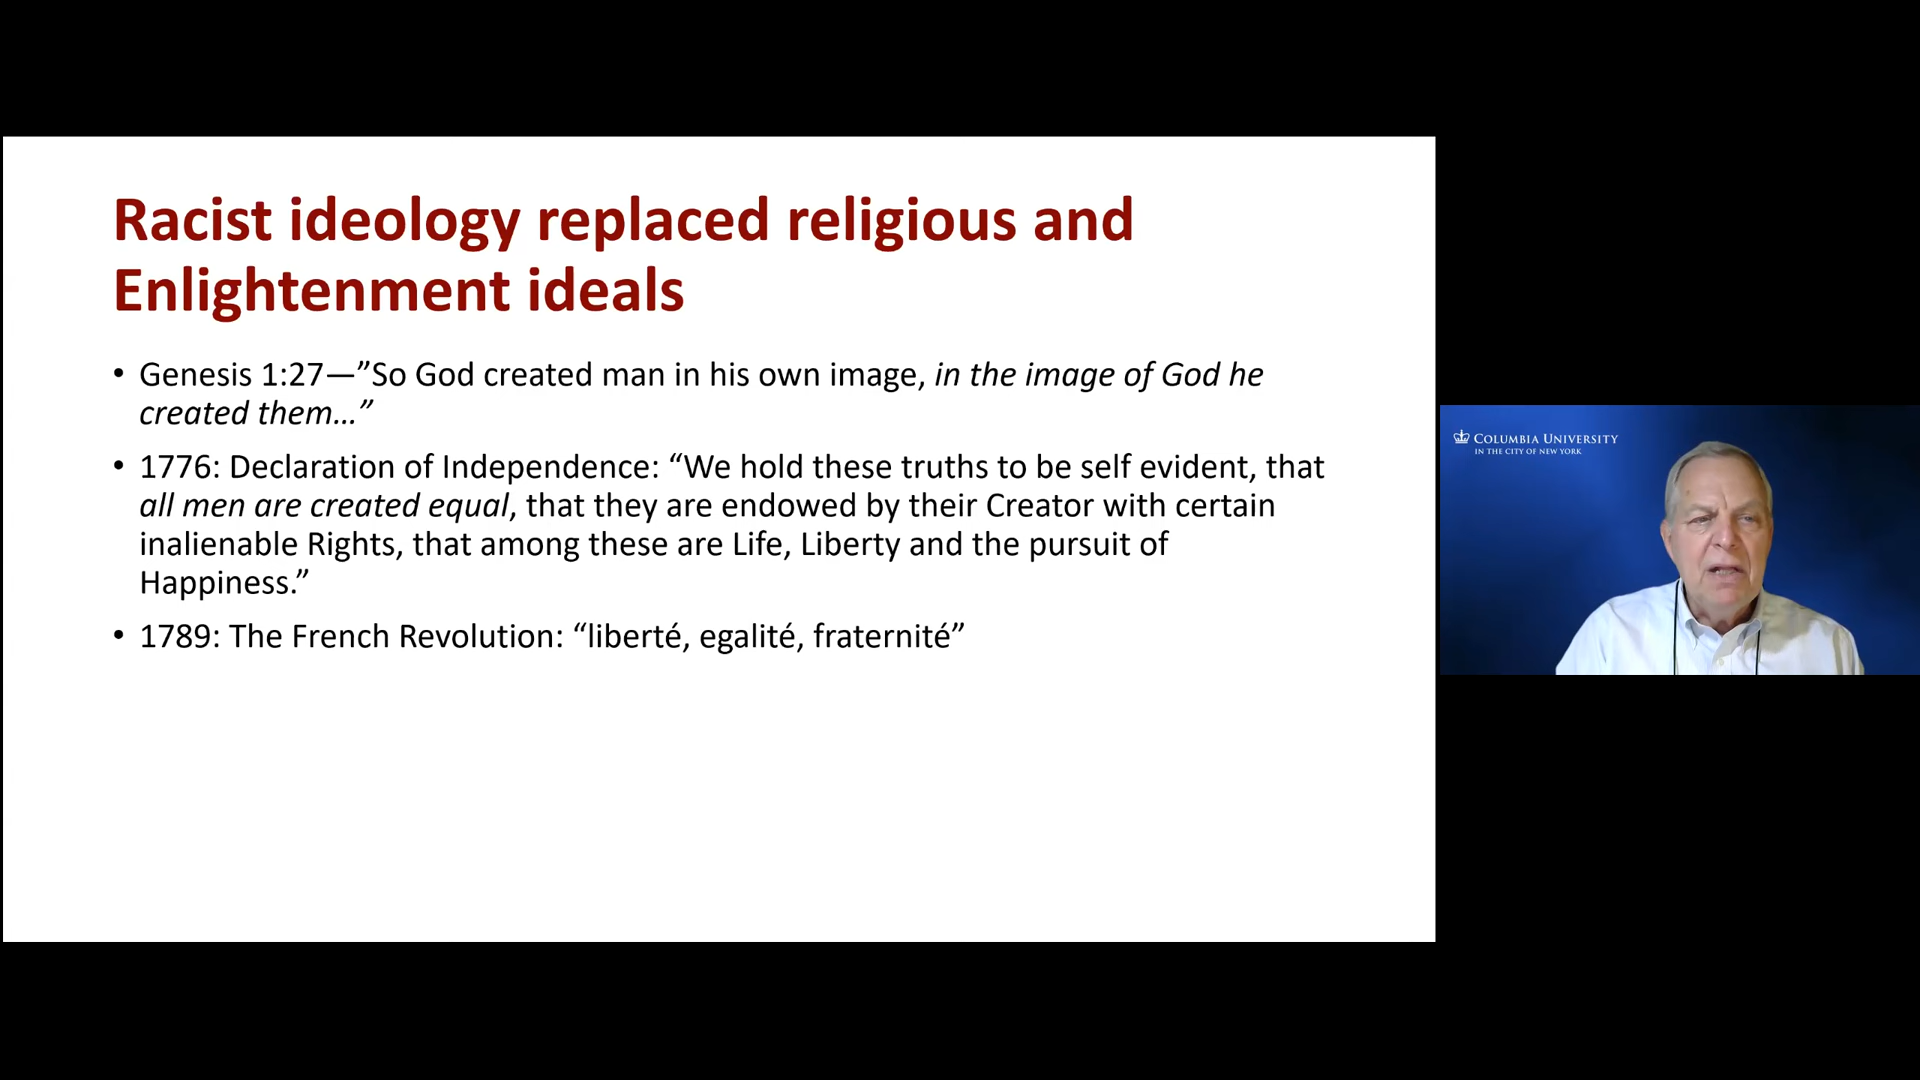 Racist ideology replaced religious and
Enlightenment ideals
• Genesis 1:27—”So God created man in his own image, in the image of God he
created them…”
• 1776: Declaration of Independence: “We hold these truths to be self evident, that
all men are created equal, that they are endowed by their Creator with certain
inalienable Rights, that among these are Life, Liberty and the pursuit of
Happiness.”
• 1789: The French Revolution: “liberté, egalité, fraternité”
COLUMBIA UNIVERSITY
IN THE CITY OF NEW YORK